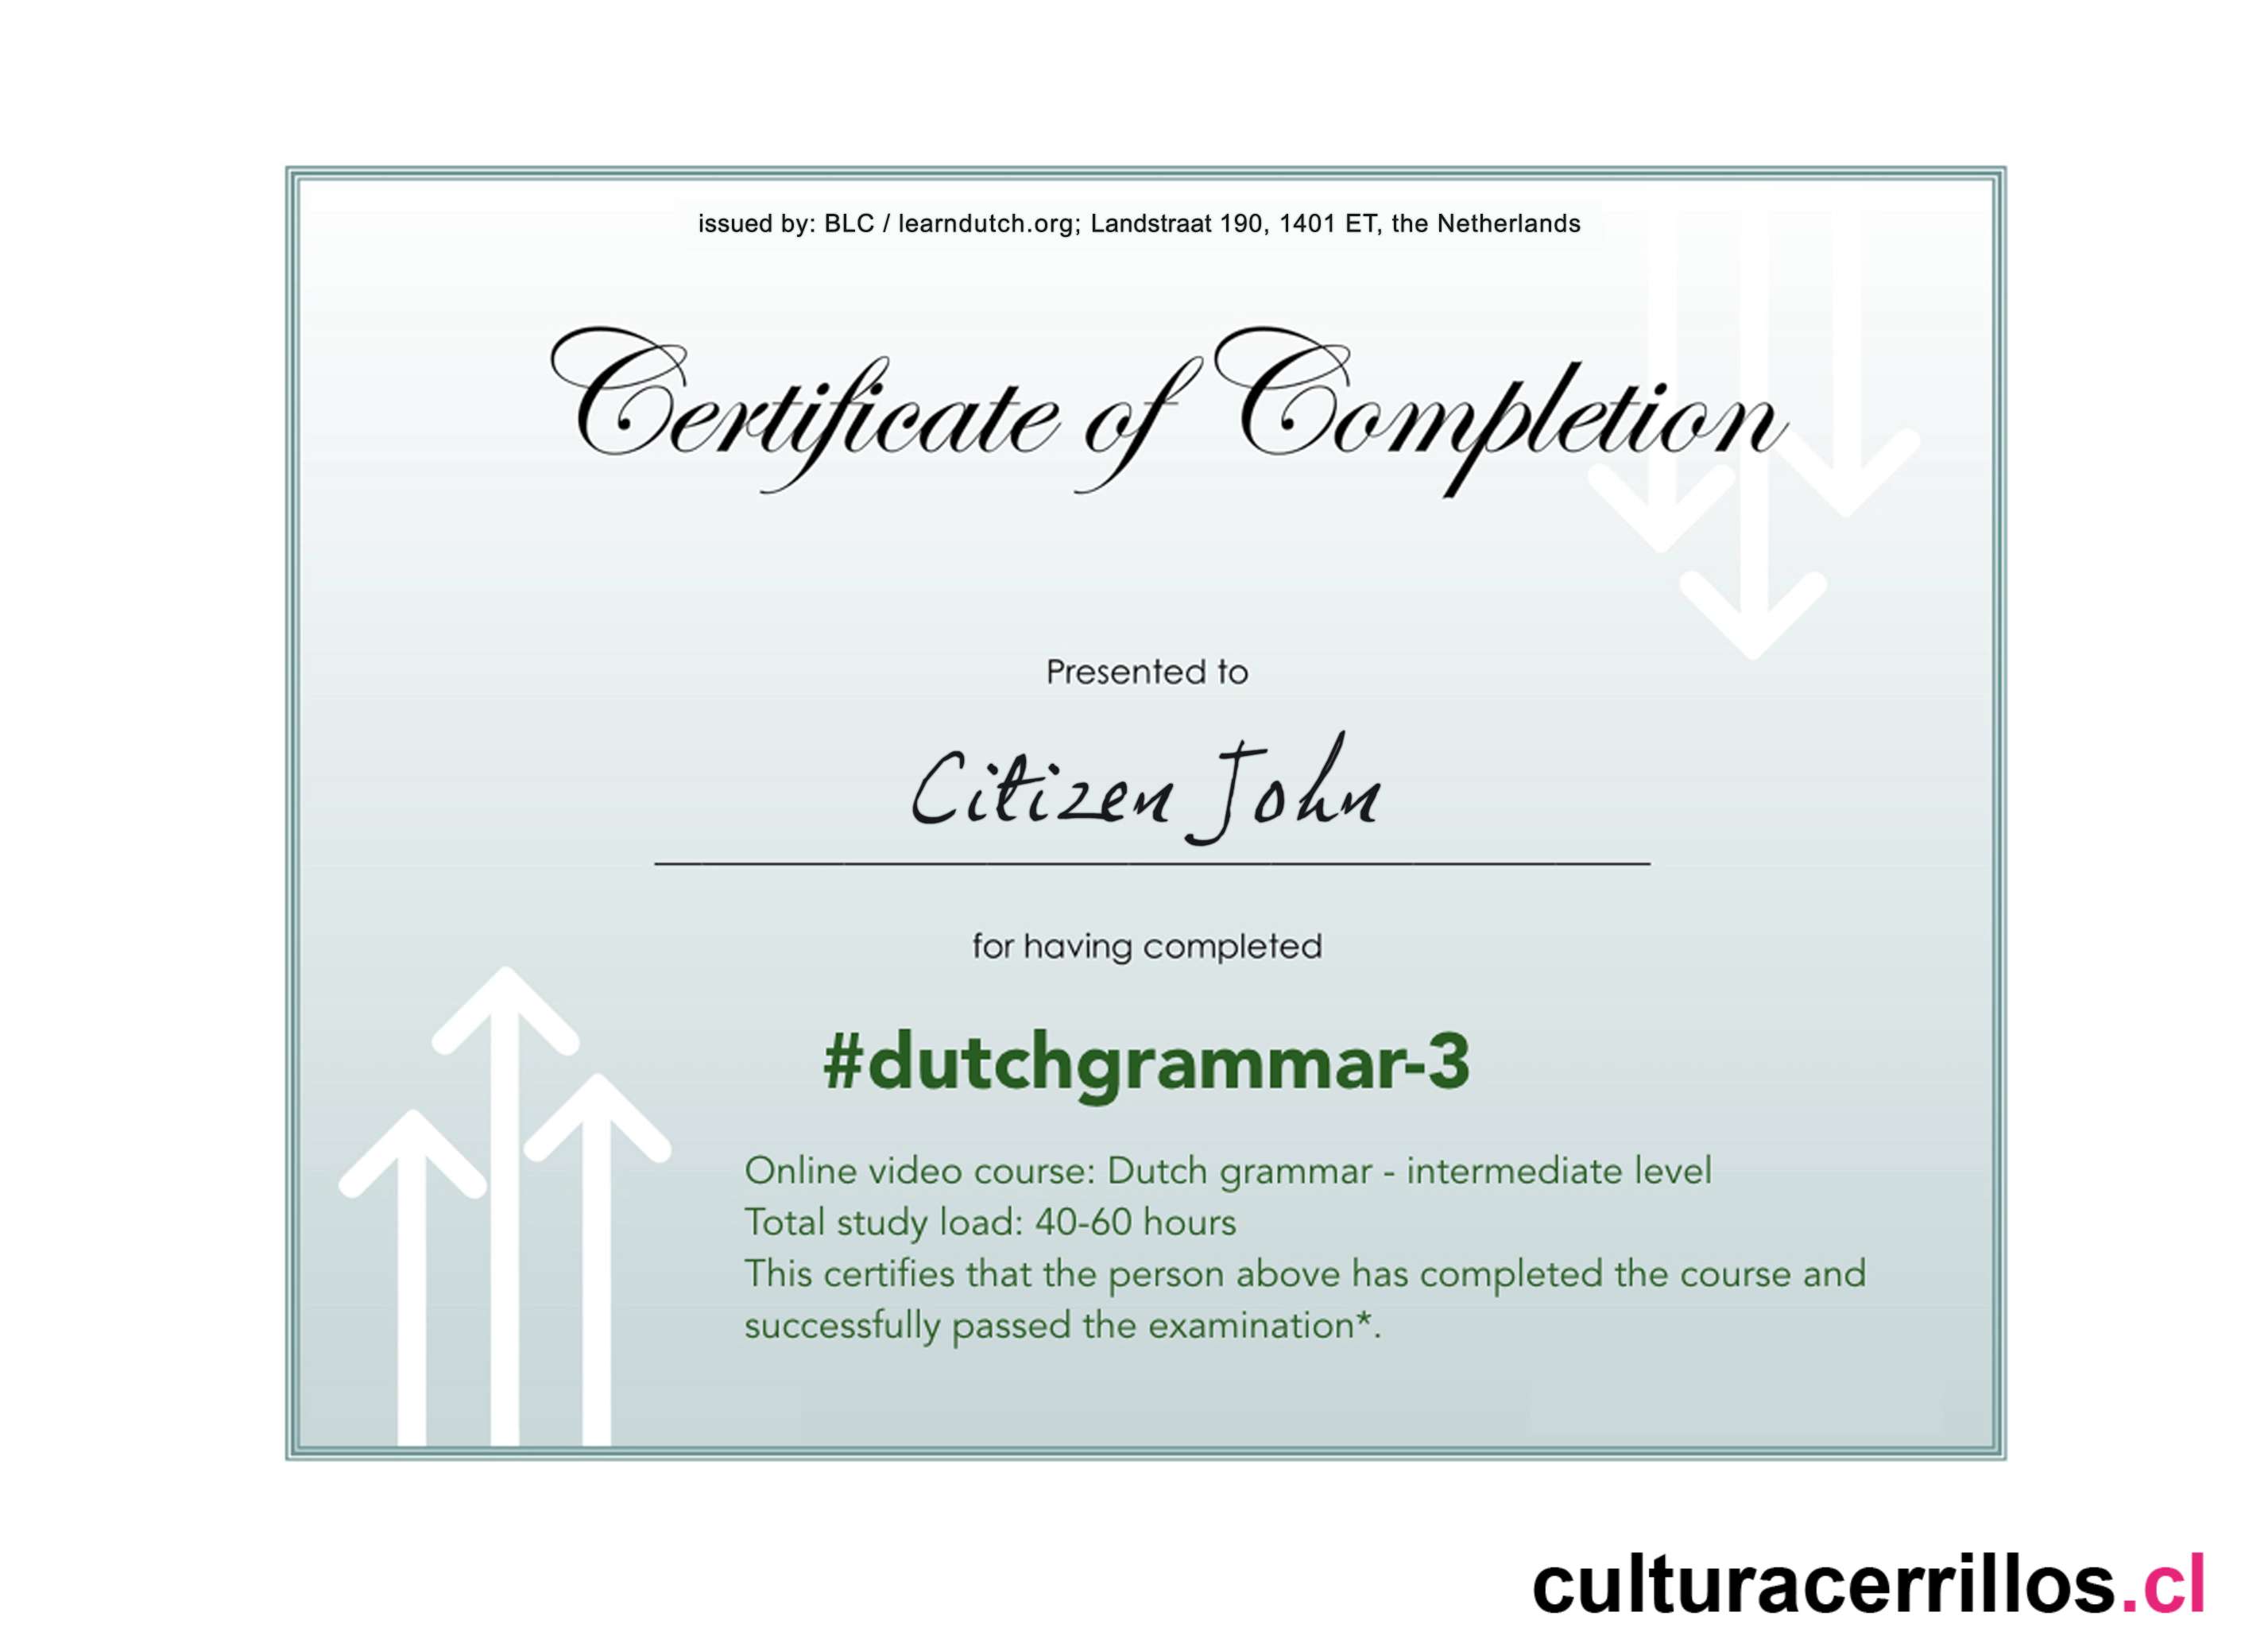 issued by: BLC / learndutch.org; Landstraat 190, 1401 ET, the Netherlands
Certificate of Completion
Presented to
Citizen John
for having completed
#dutchgrammar-3
Online video course: Dutch grammar - intermediate level
Total study load: 40-60 hours
This certifies that the person above has completed the course and
successfully passed the examination*.
culturacerrillos.cl